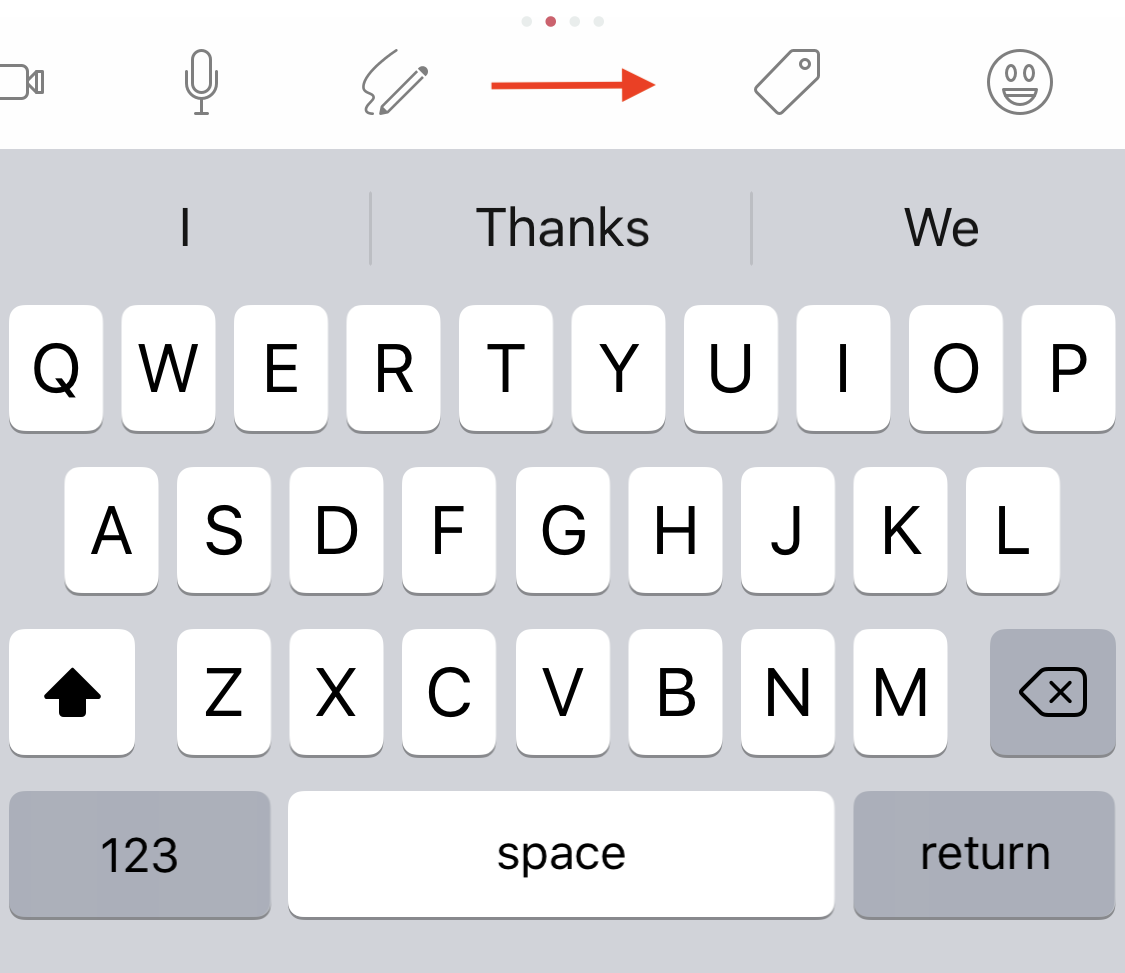 I Thanks We
Q W E R T Y U I O P
A S D F G H J K L
Z X C V B N M
123 space return